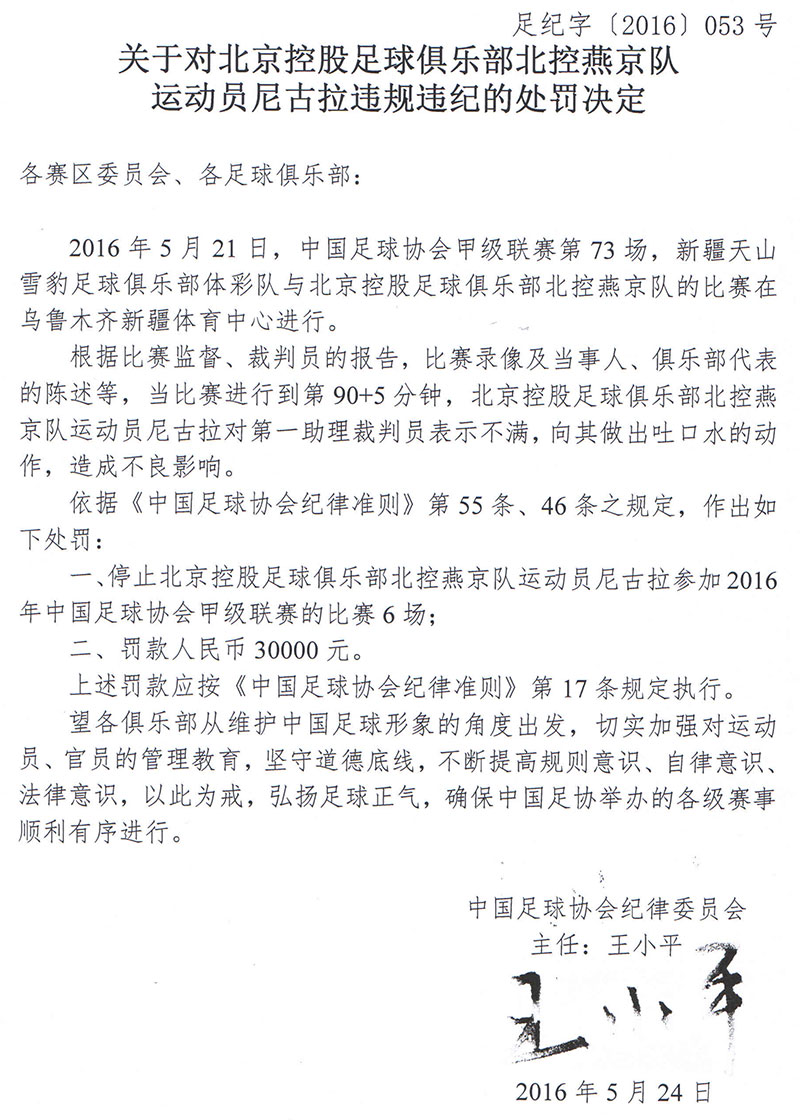 足纪字〔2016〕053 号
关于对北京控股足球俱乐部北控燕京队
运动员尼古拉违规违纪的处罚决定
各赛区委员会、各足球俱乐部：
2016 年 5 月 21 日，中国足球协会甲级联赛第 73 场，新疆天山
雪豹足球俱乐部体彩队与北京控股足球俱乐部北控燕京队的比赛在
乌鲁木齐新疆体育中心进行。
根据比赛监督、裁判员的报告，比赛录像及当事人、俱乐部代表
的陈述等，当比赛进行到第 90+5 分钟，北京控股足球俱乐部北控燕
京队运动员尼古拉对第一助理裁判员表示不满，向其做出吐口水的动
作，造成不良影响。
依据《中国足球协会纪律准则》第 55 条、46 条之规定，作出如
下处罚：
一、停止北京控股足球俱乐部北控燕京队运动员尼古拉参加 2016
年中国足球协会甲级联赛的比赛 6 场；
二、罚款人民币 30000 元。
上述罚款应按《中国足球协会纪律准则》第 17 条规定执行。
望各俱乐部从维护中国足球形象的角度出发，切实加强对运动
员、官员的管理教育，坚守道德底线，不断提高规则意识、自律意识、
法律意识，以此为戒，弘扬足球正气，确保中国足协举办的各级赛事
顺利有序进行。
中国足球协会纪律委员会
主任：王小平
王小平
2016 年 5 月 24 日